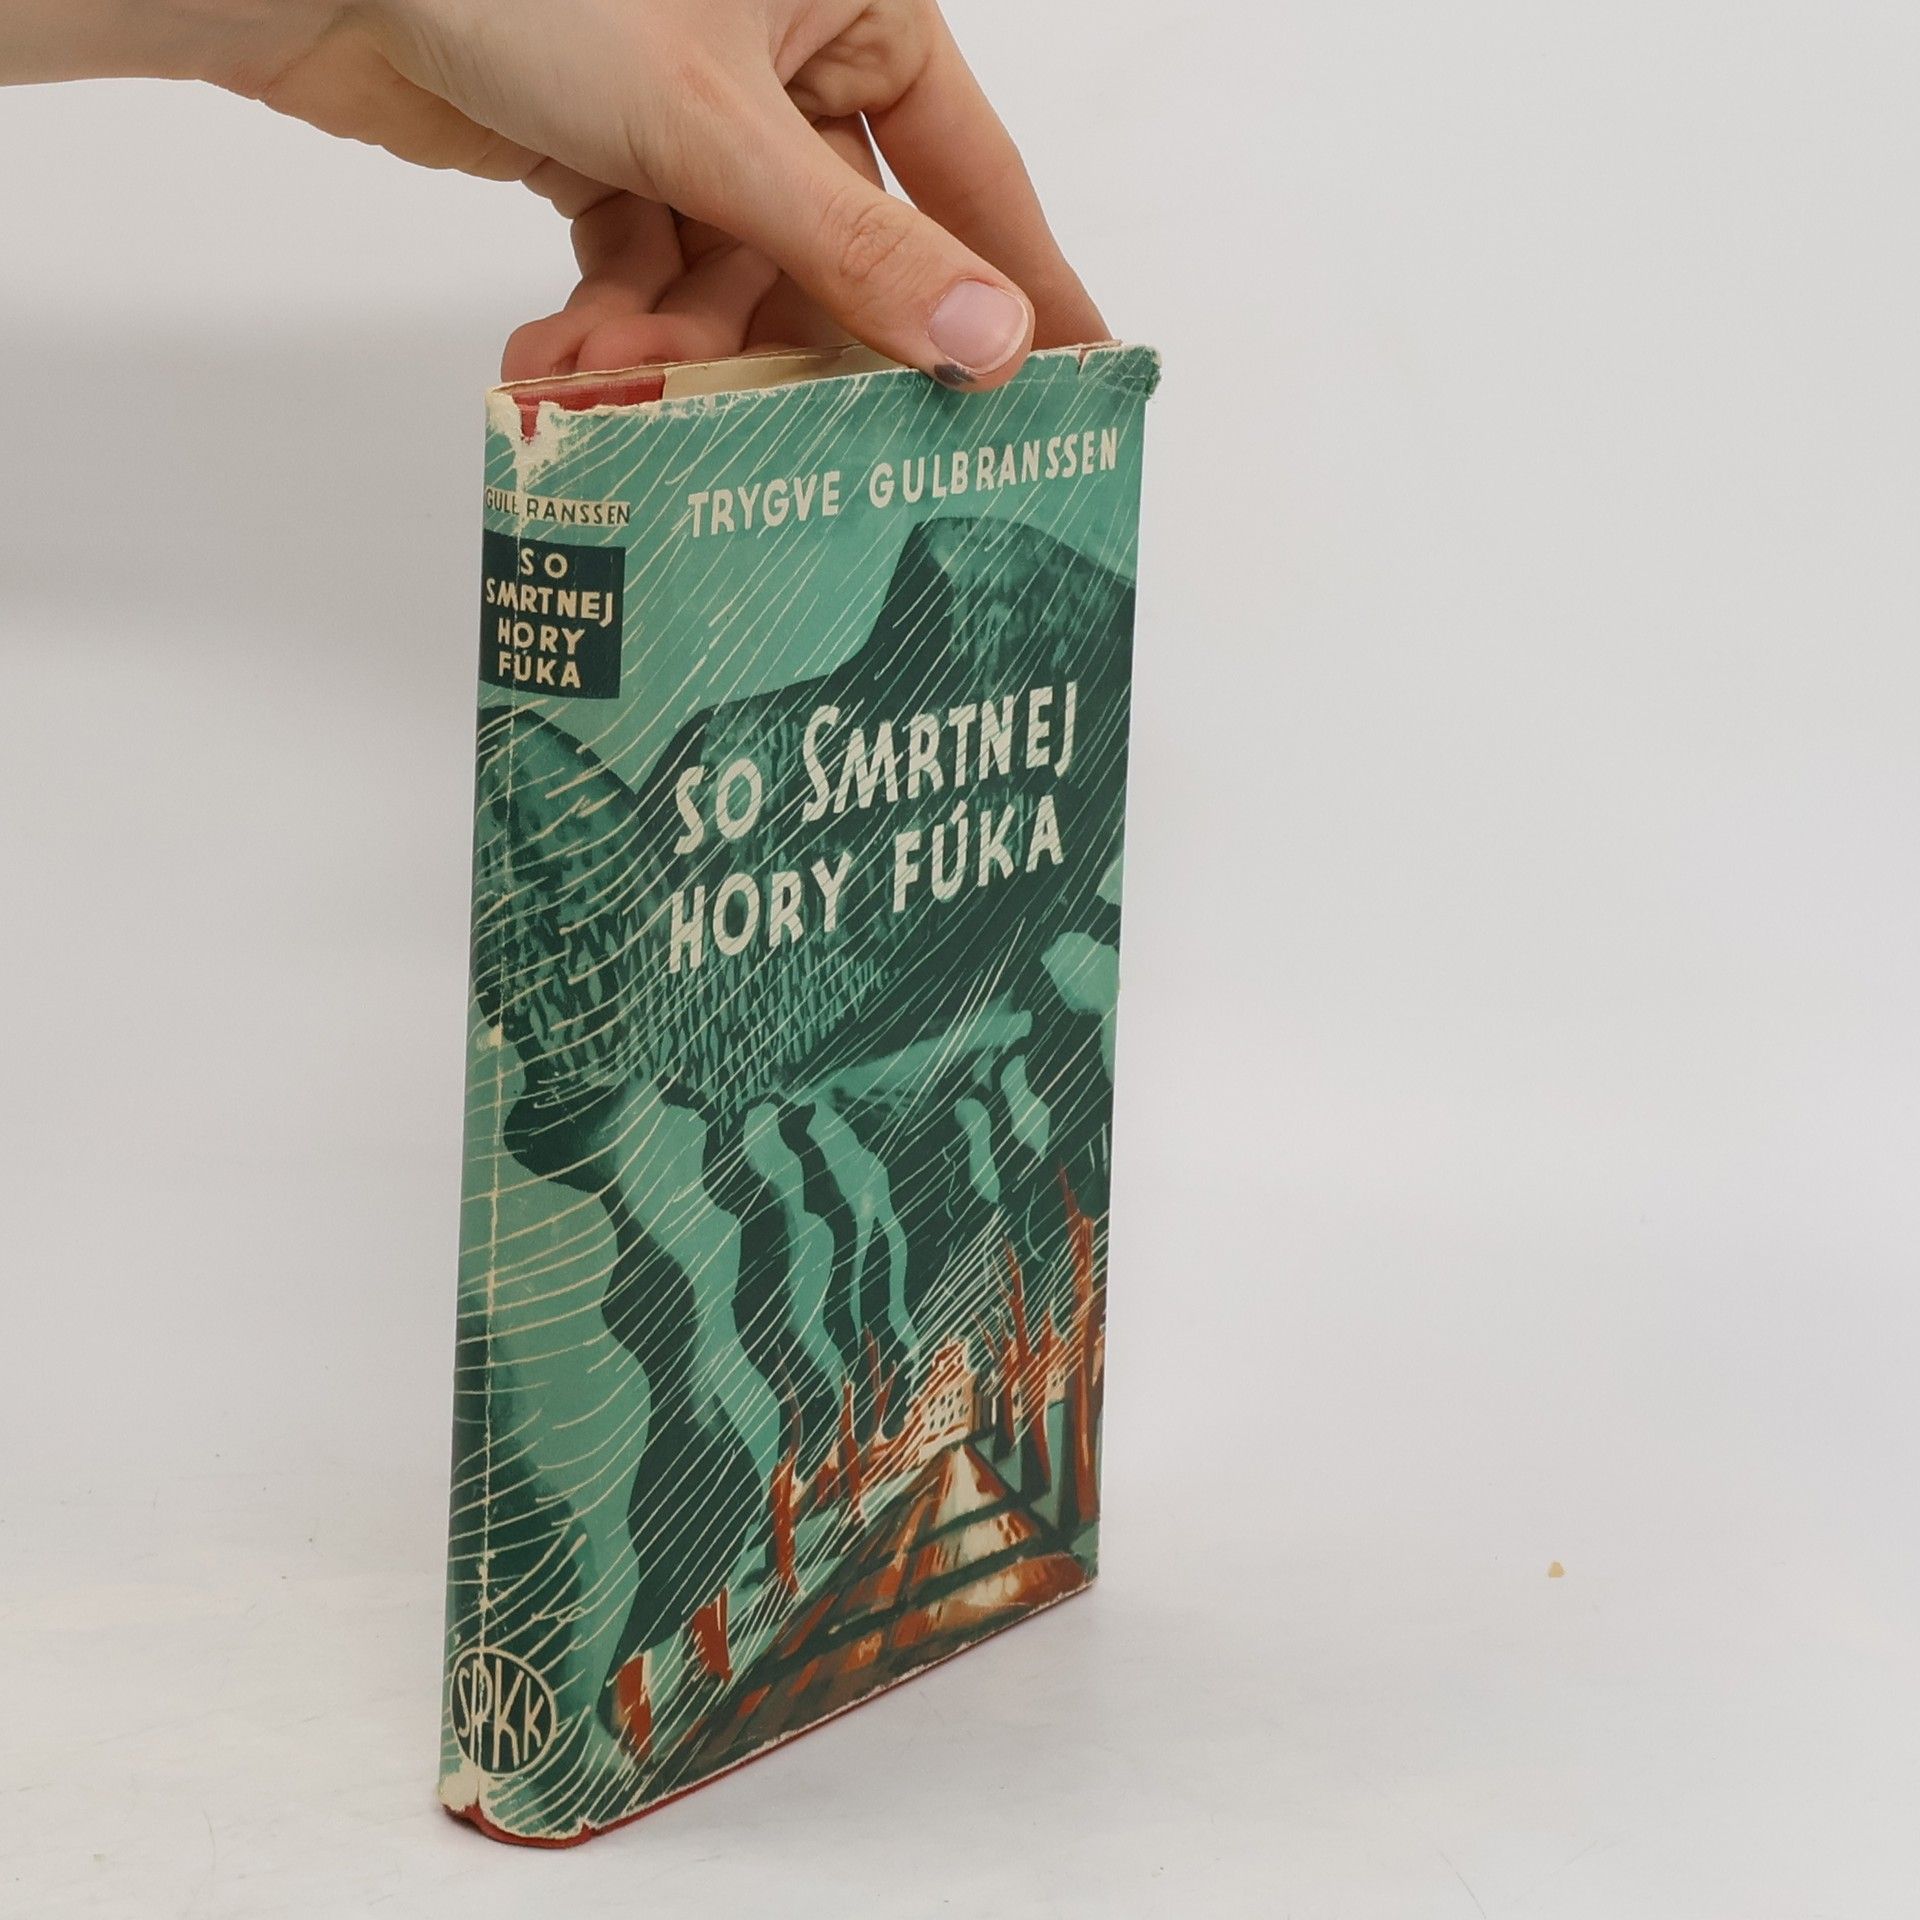 TRYGVE GULBRANSSEN
SO SMRTNEJ
HORY FÚKA
GULBRANSSEN
SO
SMRTNEJ
HORY
FÚKA
SPKK